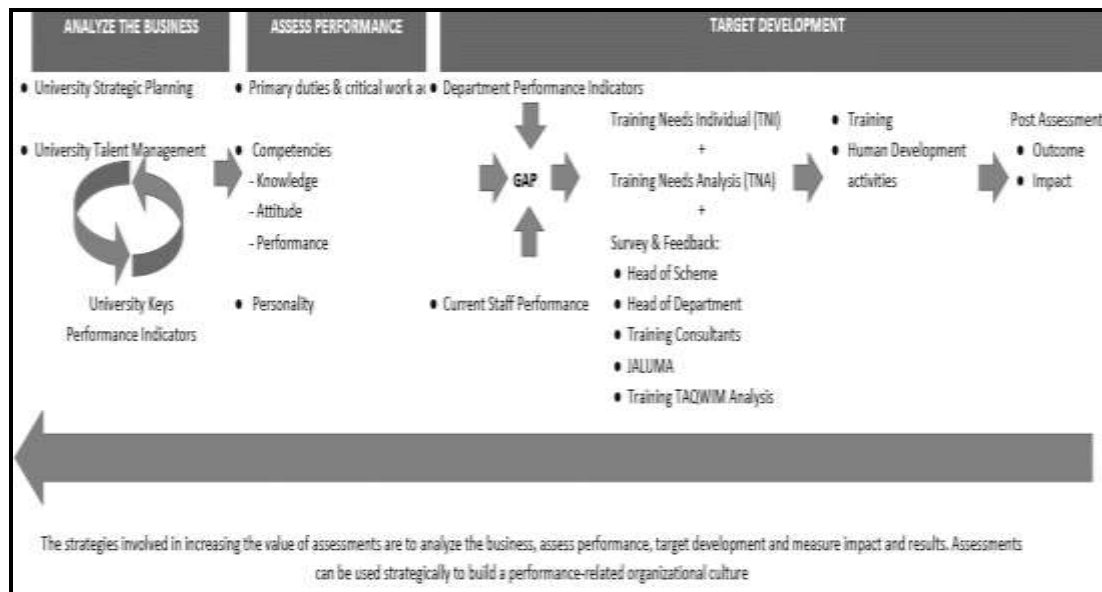 ANALYZE THE BUSINESS
ASSESS PERFORMANCE
TARGET DEVELOPMENT
● University Strategic Planning
● University Talent Management
University Keys
Performance Indicators
● Primary duties & critical work
● Competencies
- Knowledge
- Attitude
- Performance
● Personality
● Department Performance Indicators
GAP
● Current Staff Performance
Training Needs Individual (TNI)
+
Training Needs Analysis (TNA)
+
Survey & Feedback:
● Head of Scheme
● Head of Department
● Training Consultants
● JALUMA
● Training TAQWIM Analysis
● Training
● Human Development
activities
Post Assessment
● Outcome
● Impact
The strategies involved in increasing the value of assessments are to analyze the business, assess performance, target development and measure impact and results. Assessments
can be used strategically to build a performance-related organizational culture